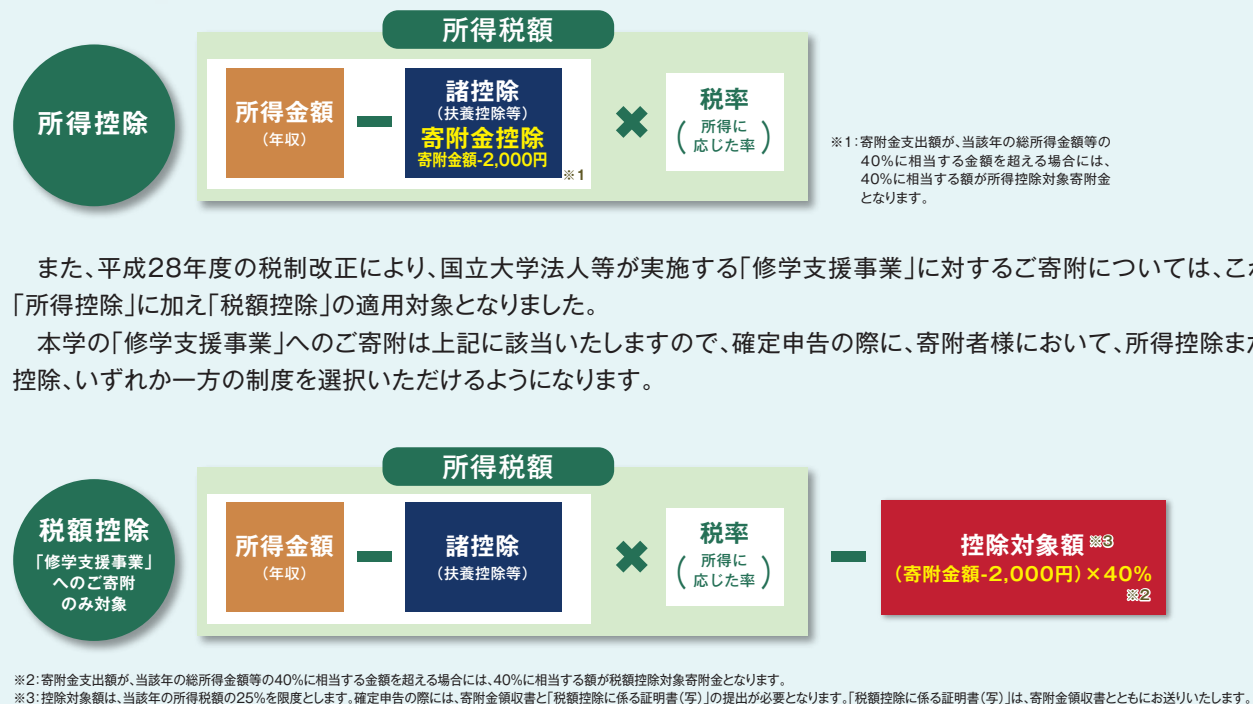 所得税額
所得控除
所得金額
(年収)
諸控除
(扶養控除等)
寄附金控除
寄附金額-2,000円
※1
税率
(所得に
応じた率)
※1:寄附金支出額が、当該年の総所得金額等の
40%に相当する金額を超える場合には、
40%に相当する額が所得控除対象寄附金
となります。
また、平成28年度の税制改正により、国立大学法人等が実施する「修学支援事業」に対するご寄附については、こ
「所得控除」に加え「税額控除」の適用対象となりました。
本学の「修学支援事業」へのご寄附は上記に該当いたしますので、確定申告の際に、寄附者様において、所得控除ま
控除、いずれか一方の制度を選択いただけるようになります。
所得税額
税額控除
「修学支援事業」
へのご寄附
のみ対象
所得金額
(年収)
諸控除
(扶養控除等)
税率
(所得に
応じた率)
控除対象額※3
(寄附金額-2,000円)×40%
※2
※2:寄附金支出額が、当該年の総所得金額等の40%に相当する金額を超える場合には、40%に相当する額が税額控除対象寄附金となります。
※3:控除対象額は、当該年の所得税額の25%を限度とします。確定申告の際には、寄附金領収書と「税額控除に係る証明書(写)」の提出が必要となります。「税額控除に係る証明書(写)」は、寄附金領収書とともにお送りいたします。